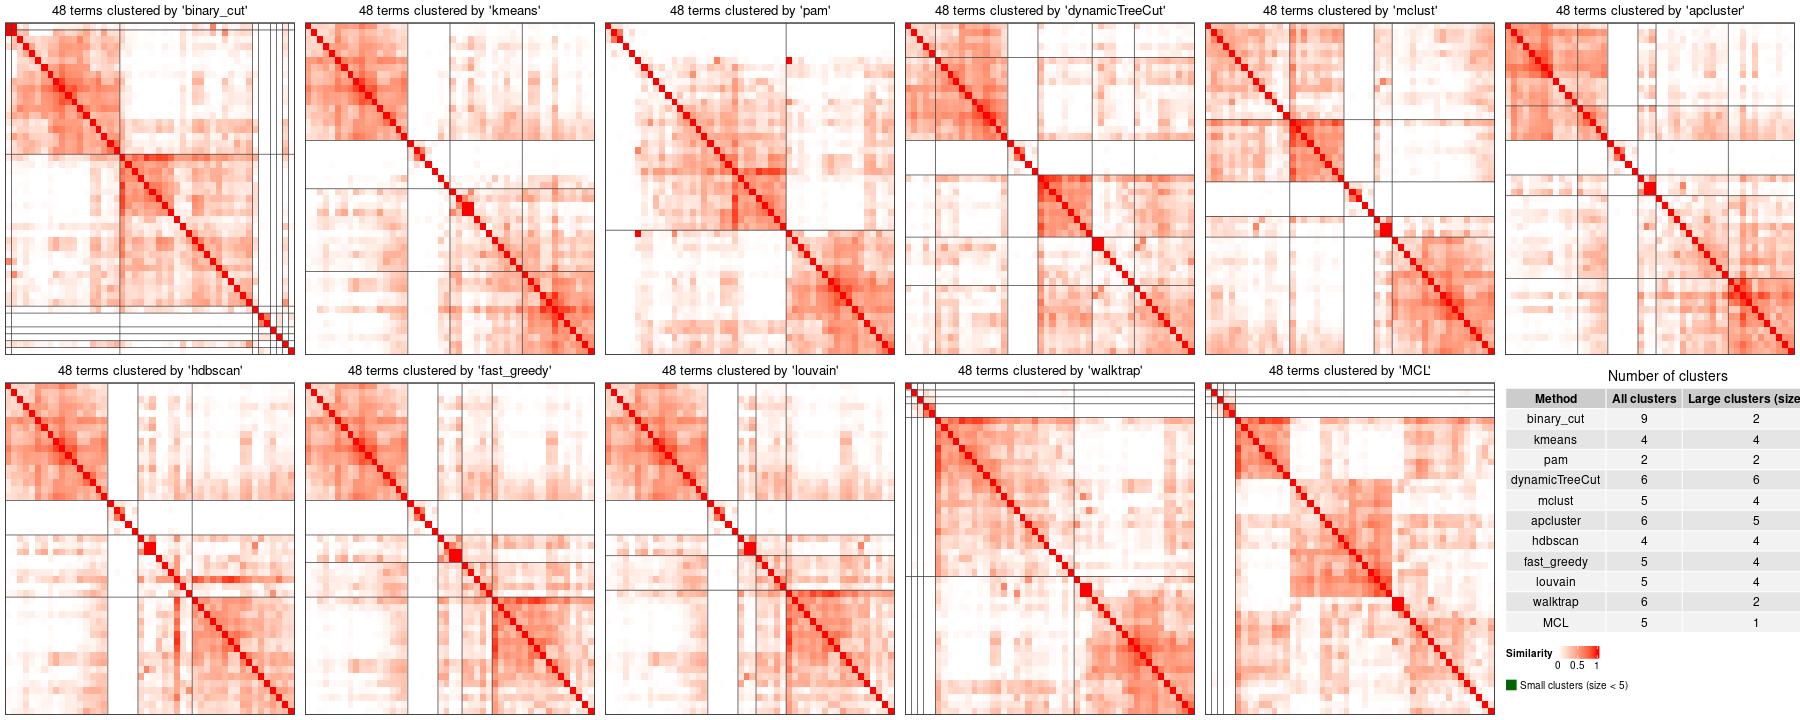 48 terms clustered by 'binary_cut'
48 terms clustered by 'kmeans'
48 terms clustered by 'pam'
48 terms clustered by 'dynamicTreeCut'
48 terms clustered by 'mclust'
48 terms clustered by 'apcluster'
48 terms clustered by 'hdbscan'
48 terms clustered by 'fast_greedy'
48 terms clustered by 'louvain'
48 terms clustered by 'walktrap'
48 terms clustered by 'MCL'
Number of clusters
Method All clusters Large clusters (size
binary_cut 9 2
kmeans 4 4
pam 2 2
dynamicTreeCut 6 6
mclust 5 4
apcluster 6 5
hdbscan 4 4
fast_greedy 5 4
louvain 5 4
walktrap 6 2
MCL 5 1
Similarity
0 0.5 1
Small clusters (size < 5)